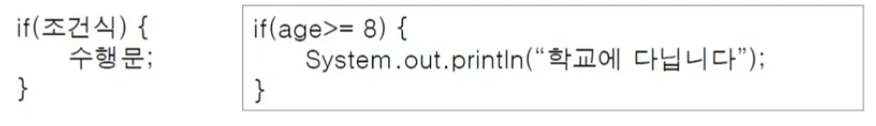 if(조건식) {
수행문;
}
if(age>= 8) {
System.out.println(“학교에 다닙니다”);
}